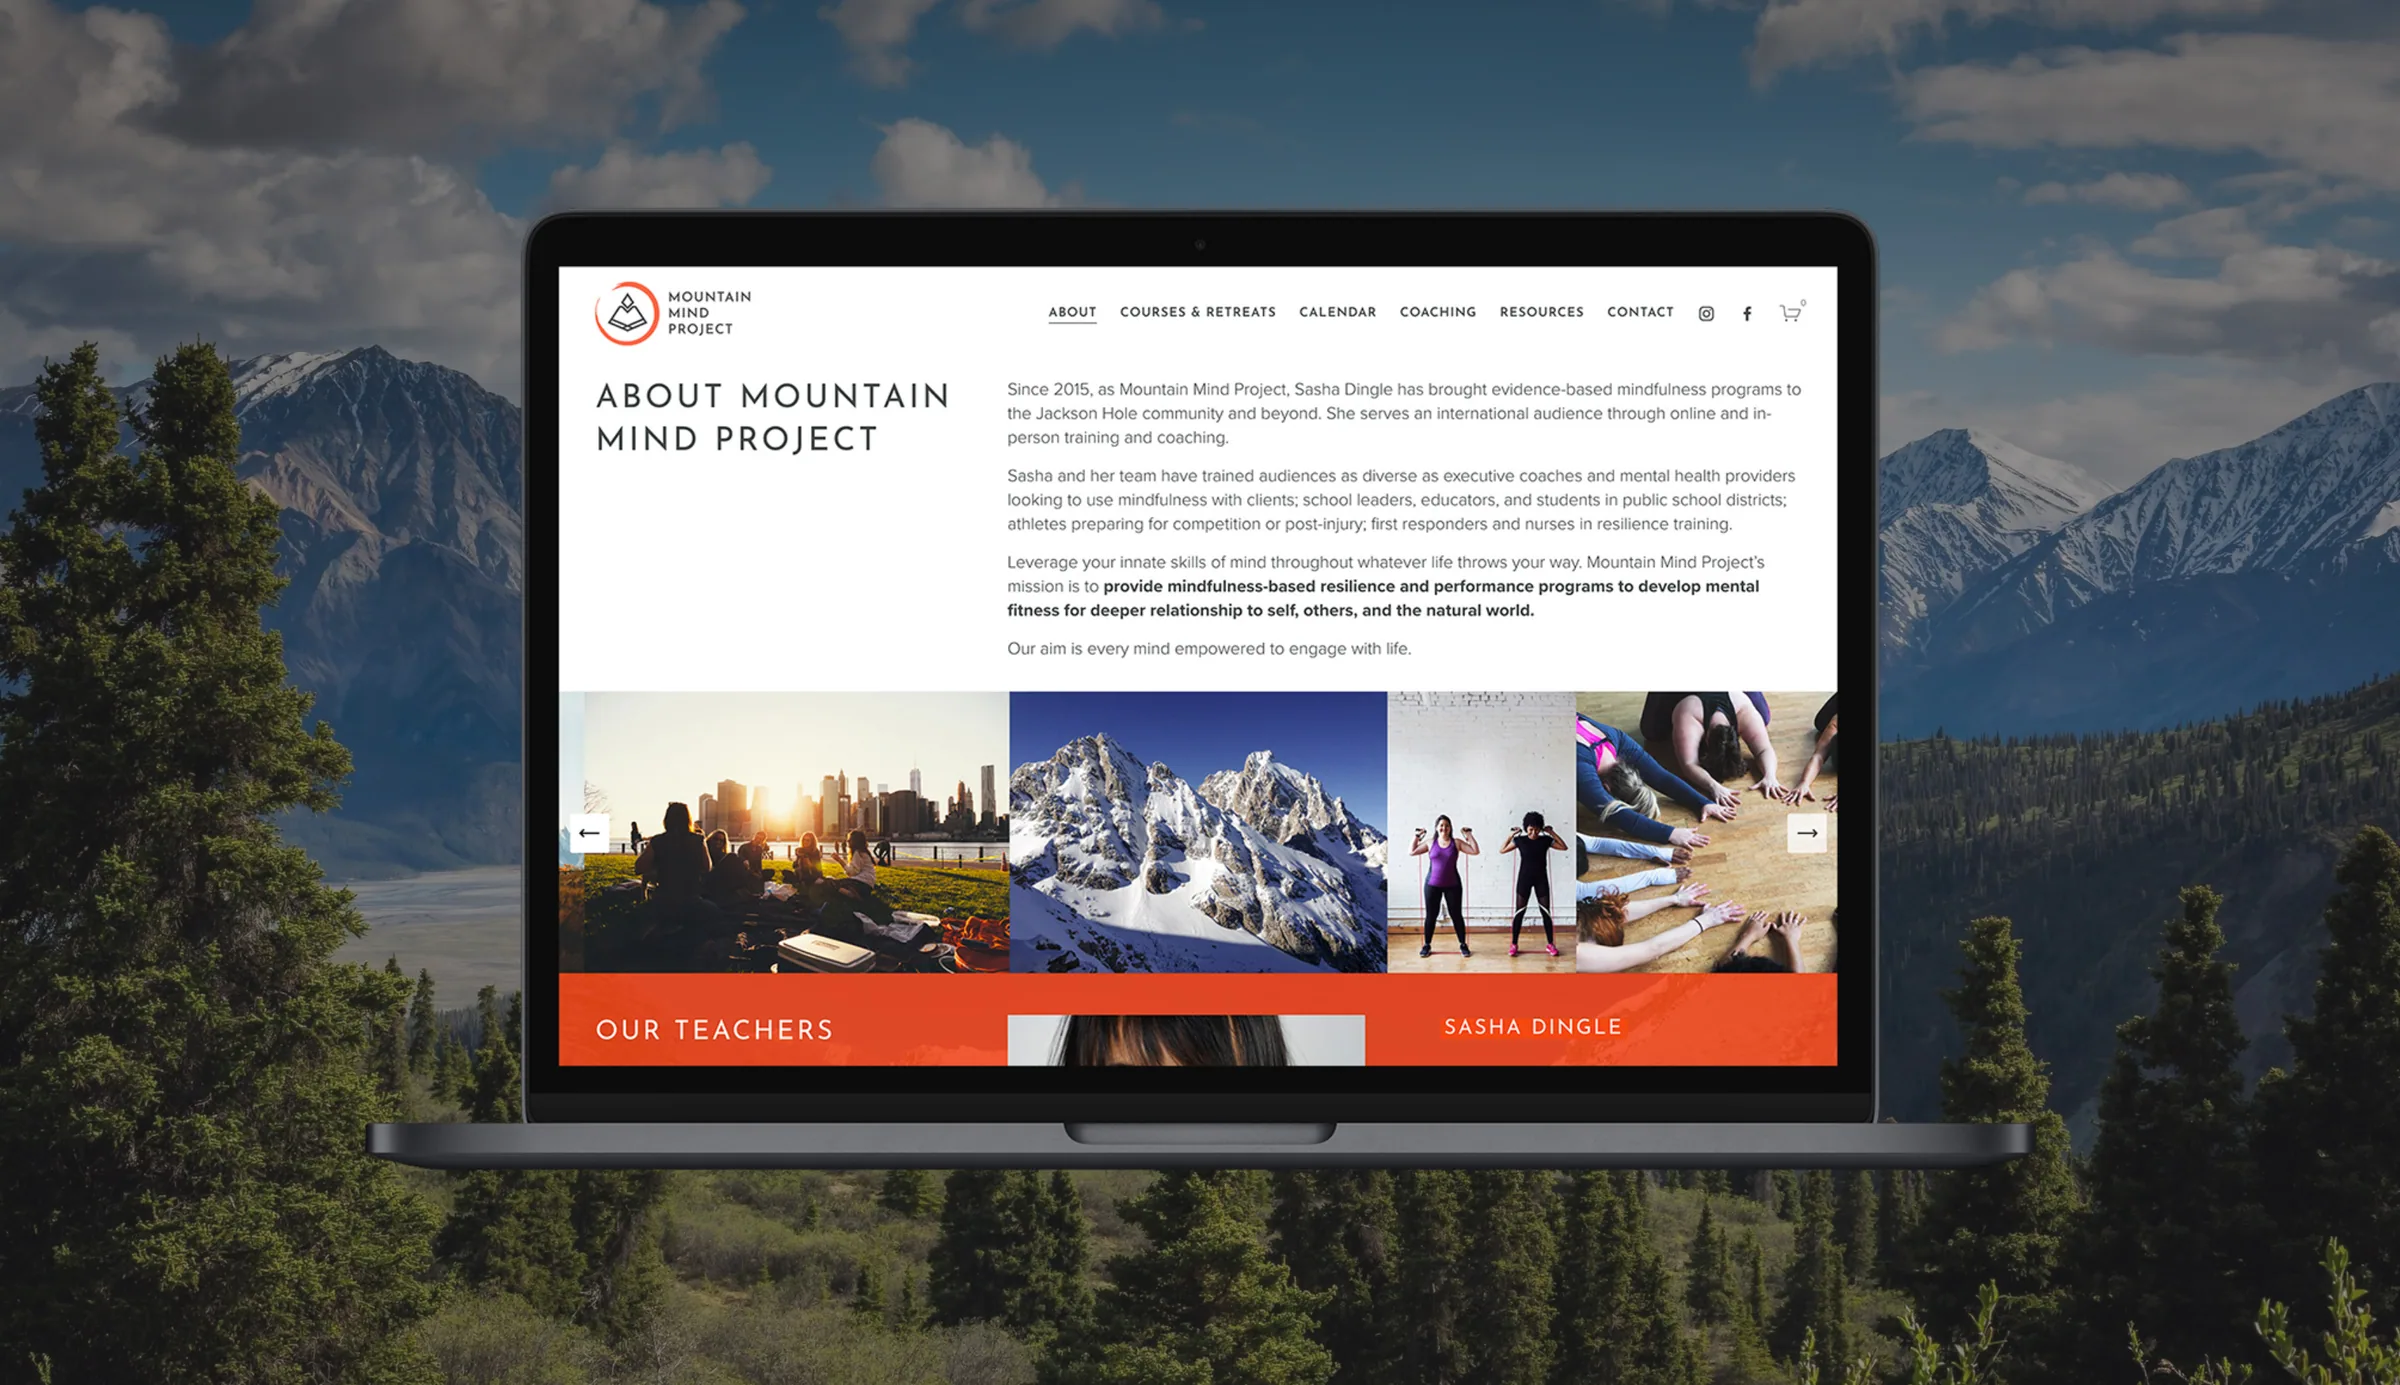 MOUNTAIN
MIND
PROJECT
ABOUT
COURSES & RETREATS
CALENDAR
COACHING
RESOURCES
CONTACT
0
ABOUT MOUNTAIN
MIND PROJECT
Since 2015, as Mountain Mind Project, Sasha Dingle has brought evidence-based mindfulness programs to
the Jackson Hole community and beyond. She serves an international audience through online and in-
person training and coaching.
Sasha and her team have trained audiences as diverse as executive coaches and mental health providers
looking to use mindfulness with clients; school leaders, educators, and students in public school districts;
athletes preparing for competition or post-injury; first responders and nurses in resilience training.
Leverage your innate skills of mind throughout whatever life throws your way. Mountain Mind Project's
mission is to provide mindfulness-based resilience and performance programs to develop mental
fitness for deeper relationship to self, others, and the natural world.
Our aim is every mind empowered to engage with life.
OUR TEACHERS
SASHA DINGLE